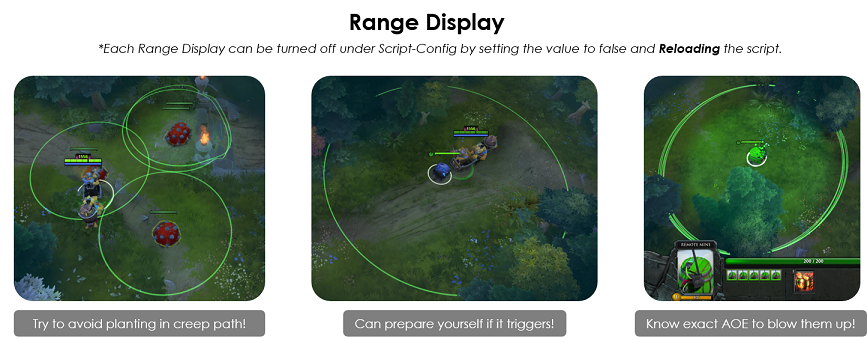 Range Display
*Each Range Display can be turned off under Script-Config by setting the value to false and Reloading the script.
REMOTE MINE
200 / 200
Try to avoid planting in creep path!
Can prepare yourself if it triggers!
Know exact AOE to blow them up!